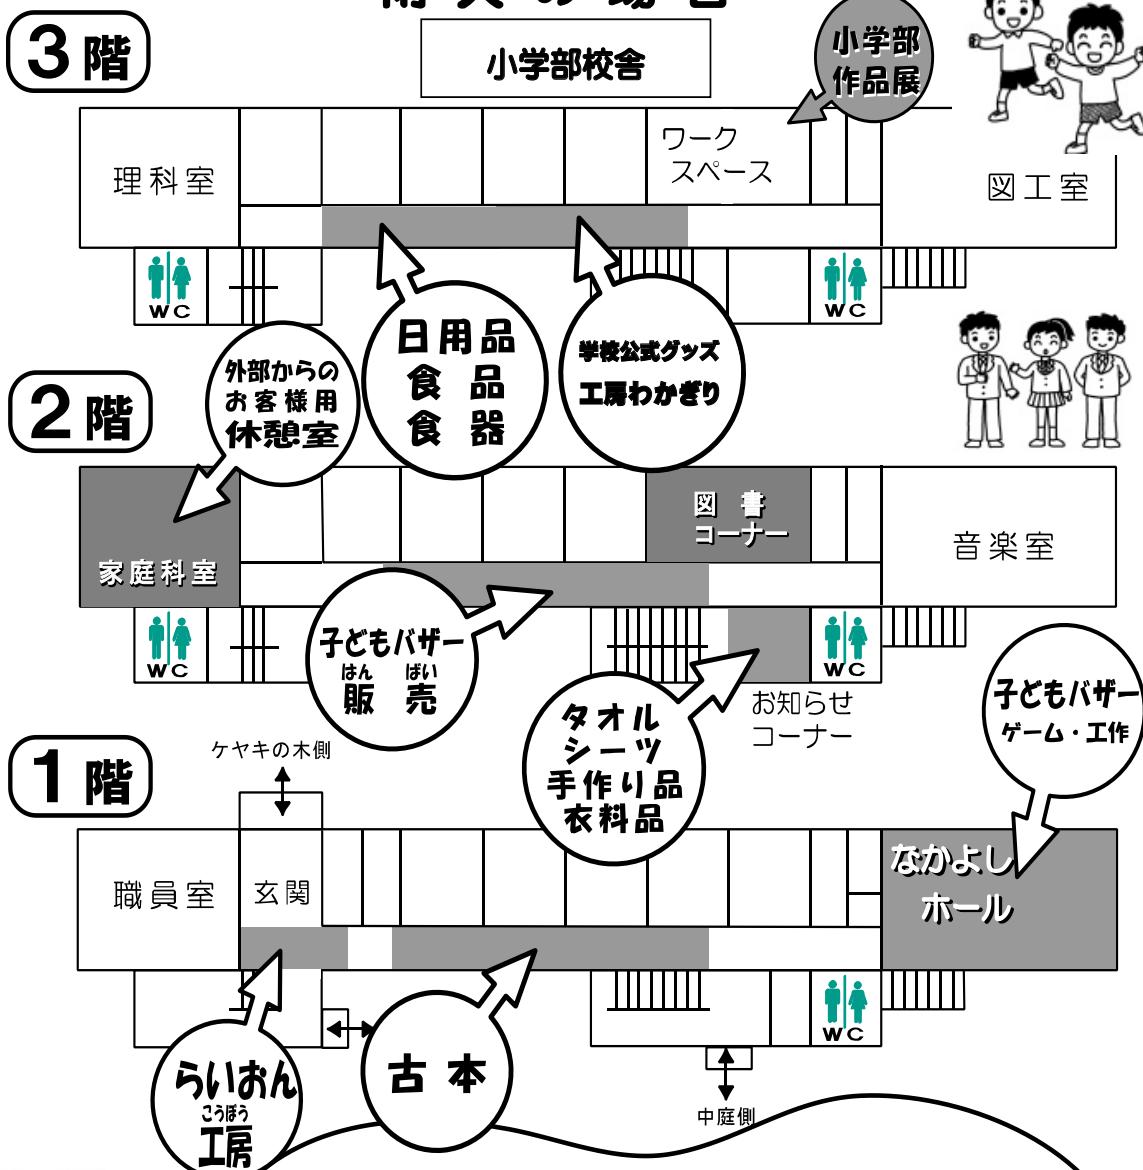 3階
小学部校舎
小学部
作品展
理科室
ワーク
スペース
図工室
WC
WC
日用品
食品
食器
学校公式グッズ
工房わかぎり
2階
外部からの
お客様用
休憩室
家庭科室
図書
コーナー
音楽室
WC
WC
子どもバザー
はん ばい
販売
お知らせ
コーナー
タオル
シーツ
手作り品
衣料品
子どもバザー
ゲーム・工作
1階
ケヤキの木側
職員室
玄関
なかよし
ホール
WC
らいおん
こうぼう
工房
古本
中庭側